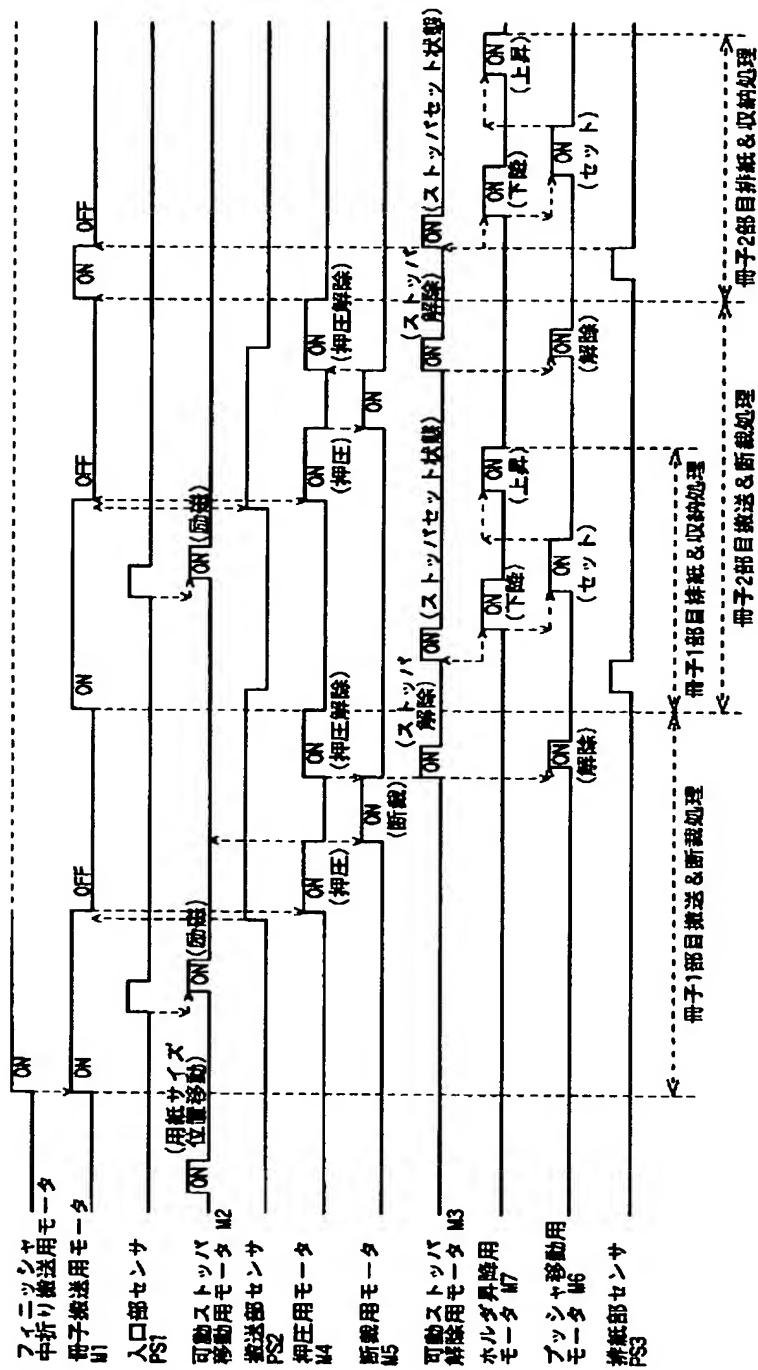 フィニッシャ
中折り搬送用モータ
ON
冊子搬送用モータ
M1
ON
OFF
ON
OFF
ON
OFF
入口部センサ
PS1
可動ストッパ
移動用モータ M2
ON
(用紙サイズ
位置移動)
ON
(励磁)
ON
(励磁)
搬送部センサ
PS2
押圧用モータ
M4
ON
(押圧)
ON
(押圧解除)
ON
(押圧)
ON
(押圧解除)
断裁用モータ
M5
ON
(断裁)
ON
可動ストッパ
解除用モータ M3
ON
(ストッパ
解除)
ON
(ストッパセット状態)
ON
(ストッパ
解除)
ON
(ストッパセット状態)
ホルダ昇降用
モータ M7
ON
(下降)
ON
(上昇)
ON
(下降)
ON
(上昇)
プッシャ移動用
モータ M6
ON
(解除)
ON
(セット)
ON
(解除)
ON
(セット)
排紙部センサ
PS3
冊子1部目搬送&断裁処理
冊子1部目排紙&収納処理
冊子2部目搬送&断裁処理
冊子2部目排紙&収納処理